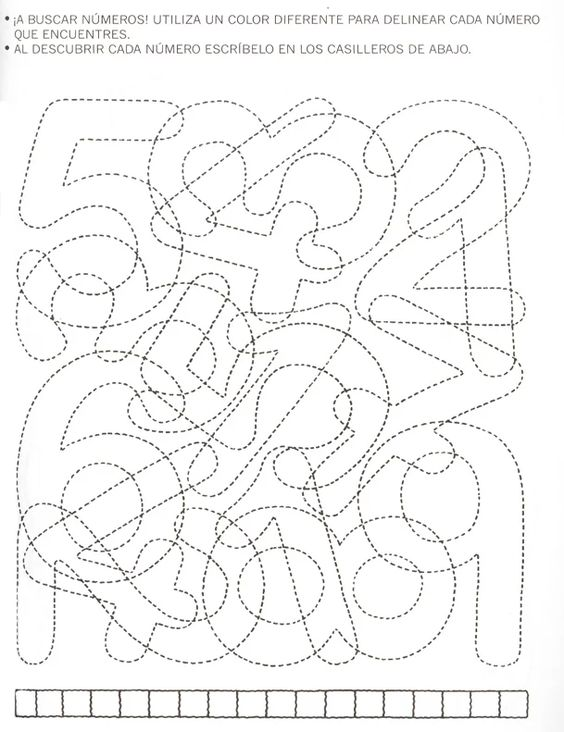 • ¡A BUSCAR NÚMEROS! UTILIZA UN COLOR DIFERENTE PARA DELINEAR CADA NÚMERO
QUE ENCUENTRES.
• AL DESCUBRIR CADA NÚMERO ESCRÍBELO EN LOS CASILLEROS DE ABAJO.